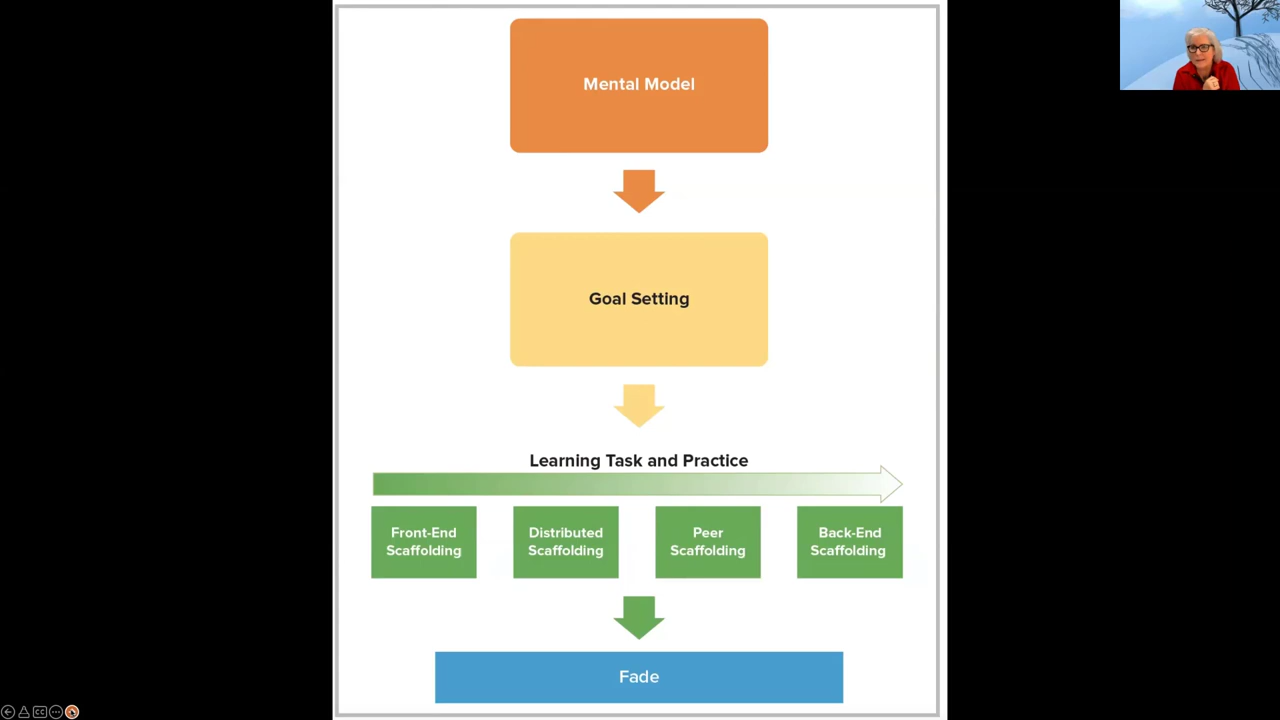 Mental Model
Goal Setting
Learning Task and Practice
Front-End
Scaffolding
Distributed
Scaffolding
Peer
Scaffolding
Back-End
Scaffolding
Fade
CC